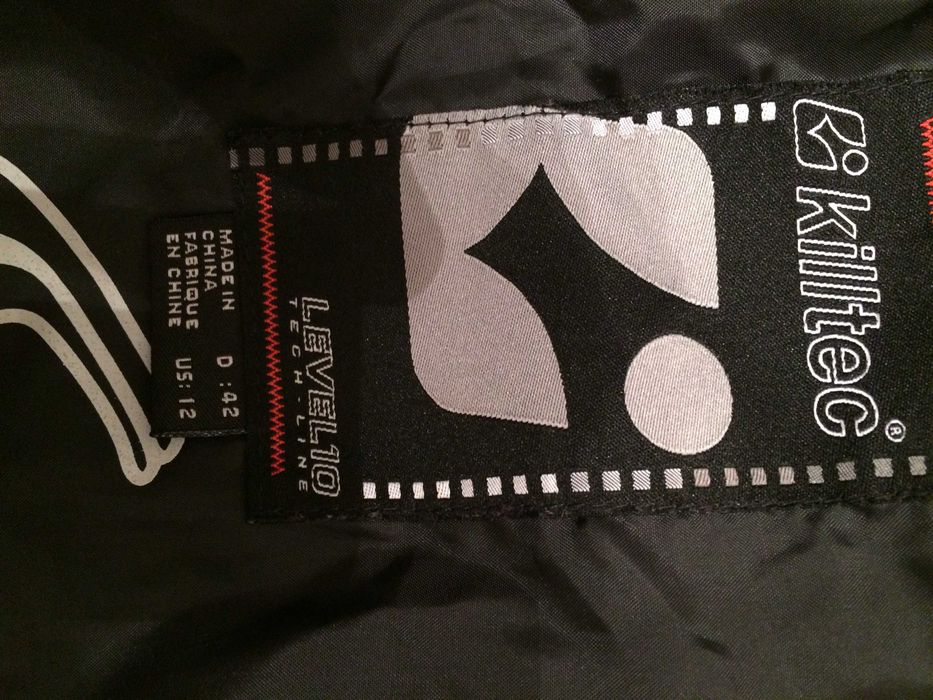 killtec®
LEVEL10
TECH-LINE
MADE IN
CHINA
FABRIQUE
EN CHINE
D :42
US:12